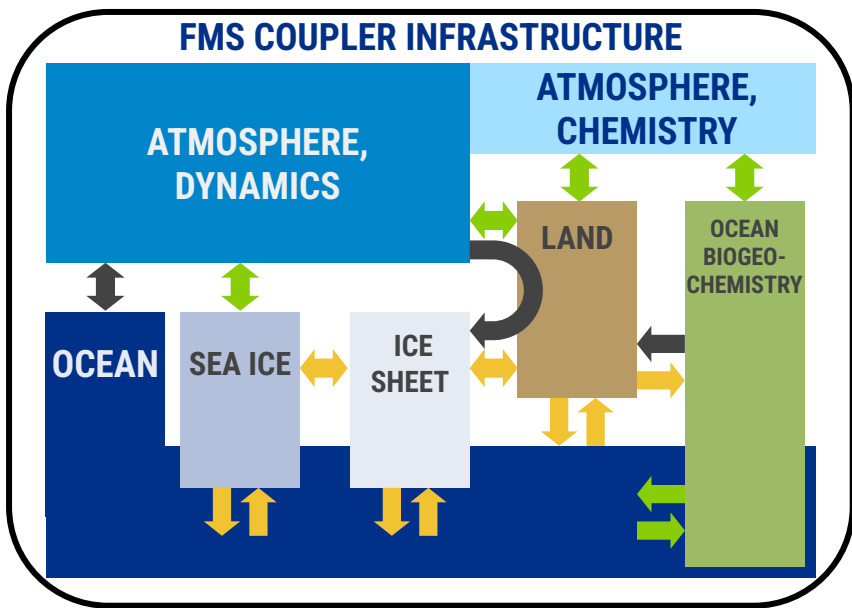 FMS COUPLER INFRASTRUCTURE
ATMOSPHERE,
DYNAMICS
ATMOSPHERE,
CHEMISTRY
OCEAN
SEA ICE
ICE
SHEET
LAND
OCEAN
BIOGEO-
CHEMISTRY